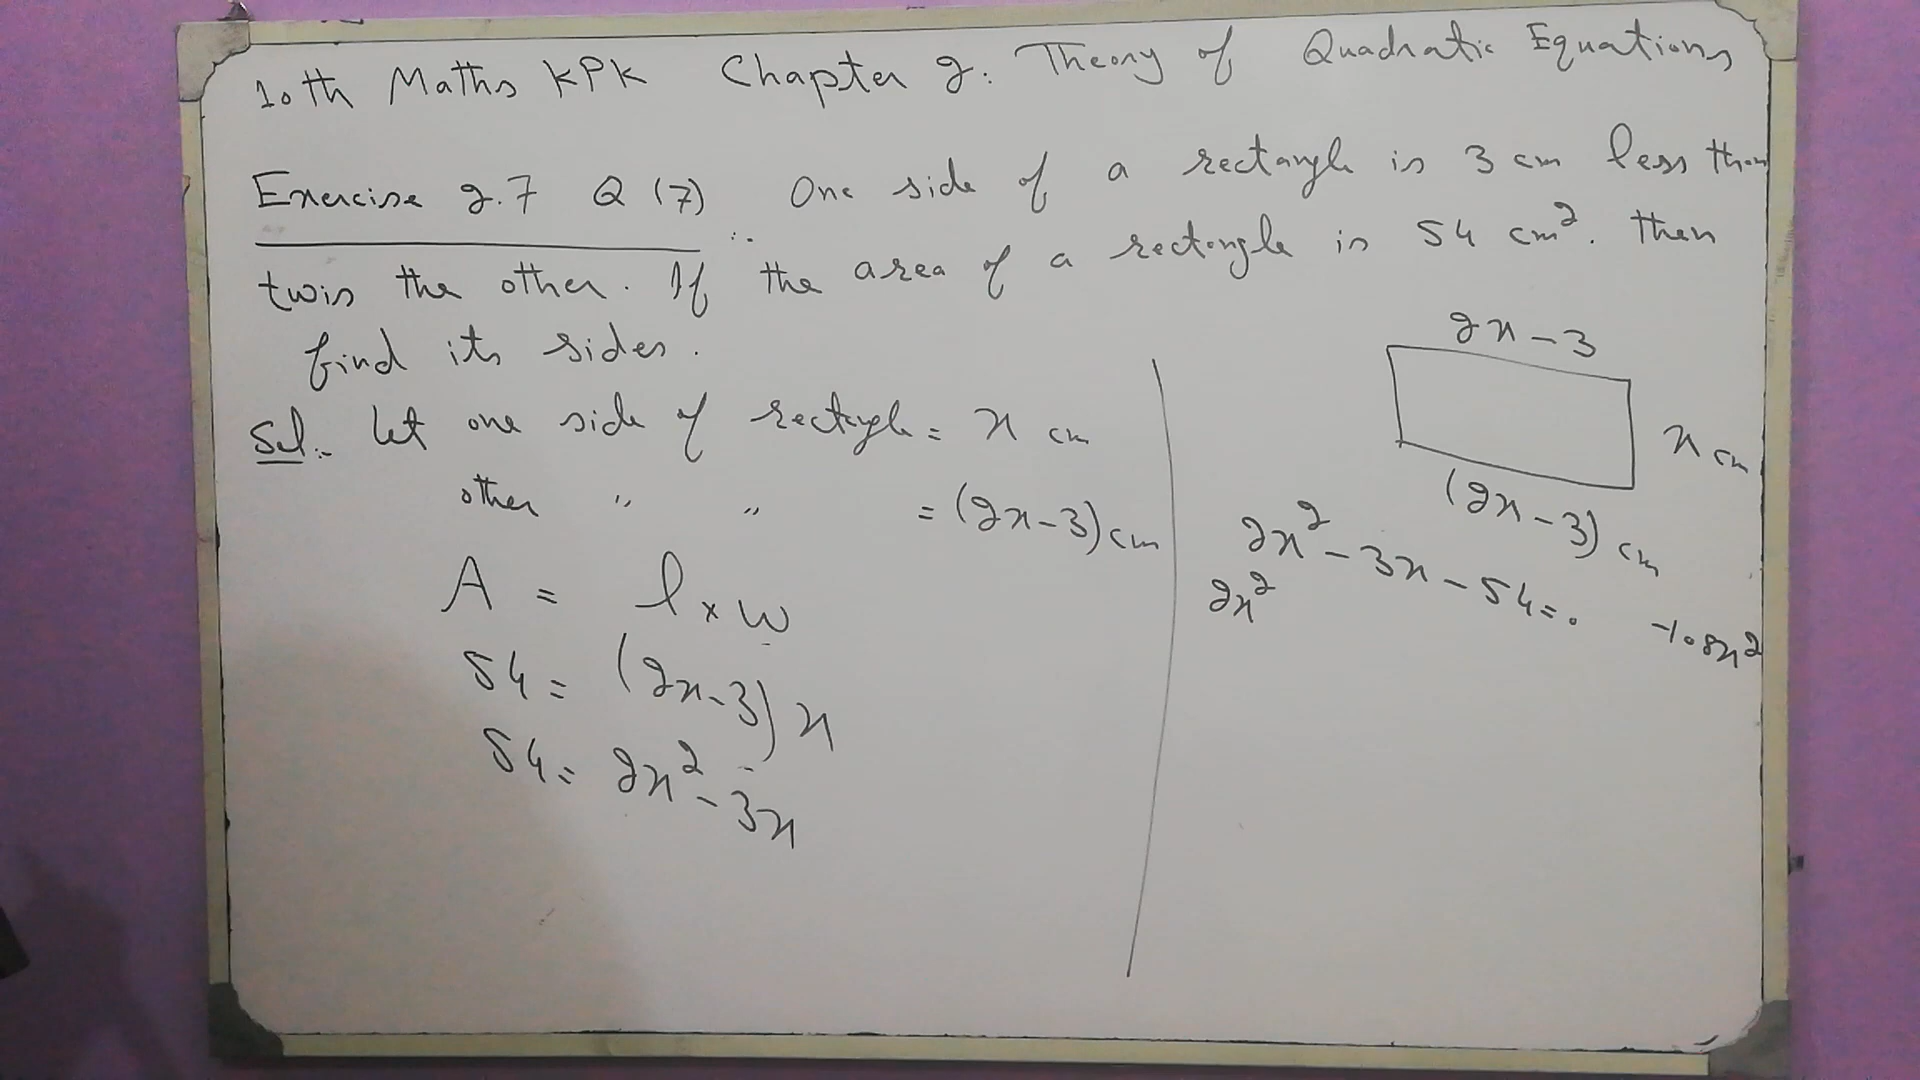 10th Maths KPK Chapter 2: Theory of Quadratic Equations
Exercise 2.7 Q (7) One side of a rectangle is 3 cm less than
twis the other. If the area of a rectangle is 54 cm². Then
find its sides.
Sol:- Let one side of rectangle = x cm
other " " = (2x-3) cm
A = l × w
54 = (2x-3) x
54 = 2x² - 3x
2x - 3
x cm
(2x - 3) cm
2x² - 3x - 54 = 0
2x² -108x²